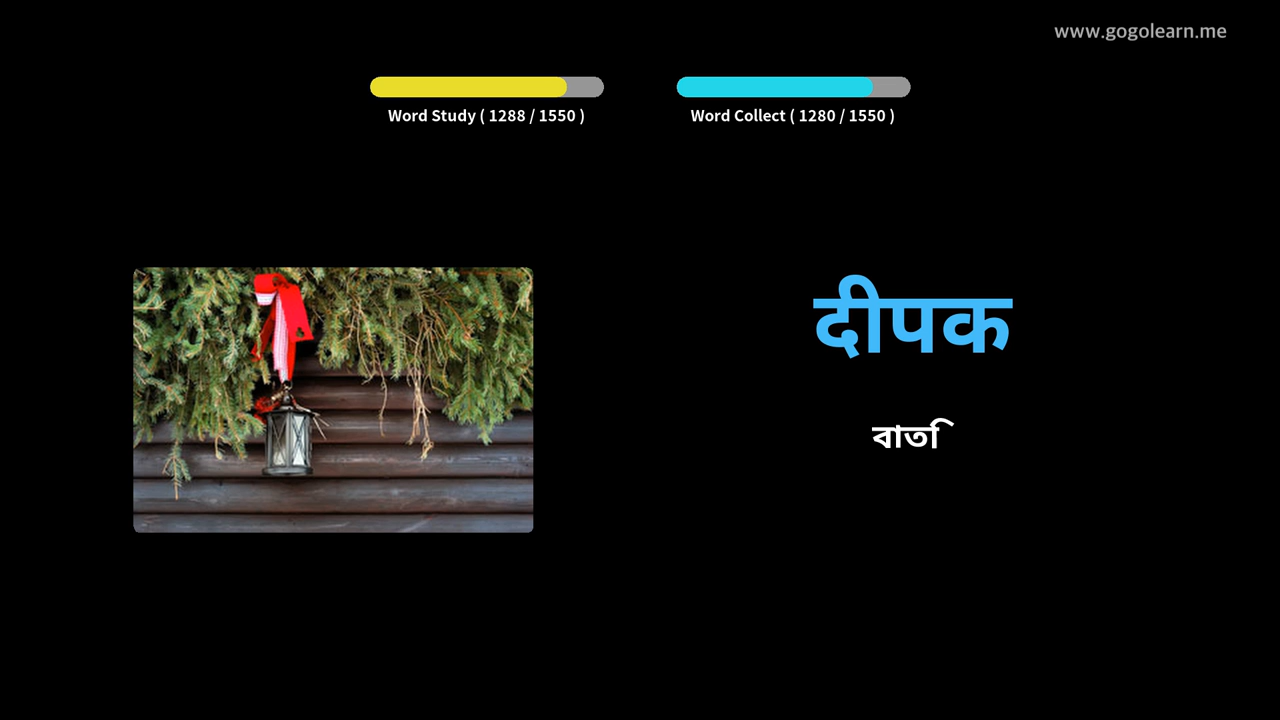 www.gogolearn.me
Word Study ( 1288 / 1550 )
Word Collect ( 1280 / 1550 )
दीपक
বাতি